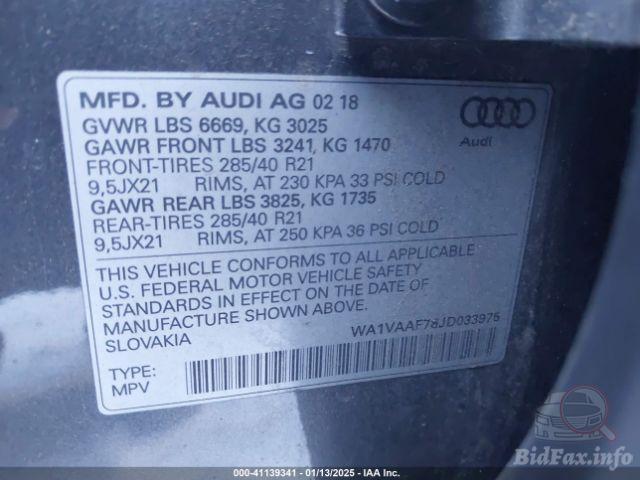 MFD. BY AUDI AG 02 18
GVWR LBS 6669, KG 3025
GAWR FRONT LBS 3241, KG 1470
FRONT-TIRES 285/40 R21
9,5JX21 RIMS, AT 230 KPA 33 PSI COLD
GAWR REAR LBS 3825, KG 1735
REAR-TIRES 285/40 R21
9,5JX21 RIMS, AT 250 KPA 36 PSI COLD
Audi
THIS VEHICLE CONFORMS TO ALL APPLICABLE
U.S. FEDERAL MOTOR VEHICLE SAFETY
STANDARDS IN EFFECT ON THE DATE OF
MANUFACTURE SHOWN ABOVE.
SLOVAKIA
WA1VAAF78JD033975
TYPE:
MPV
000-41139341 - 01/13/2025 - IAA Inc.
BidFax.info